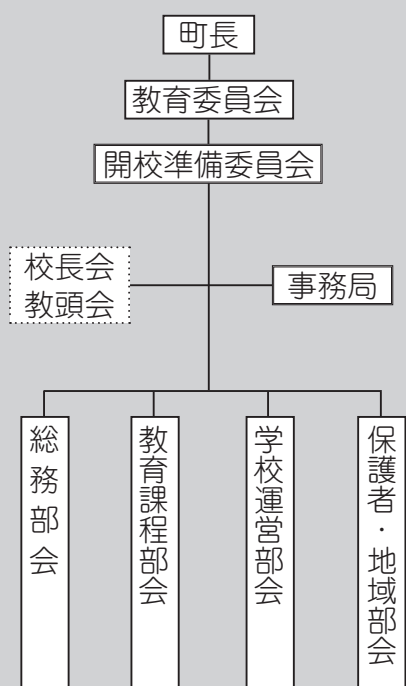 町長
教育委員会
開校準備委員会
校長会
教頭会
事務局
総務部会
教育課程部会
学校運営部会
保護者・地域部会